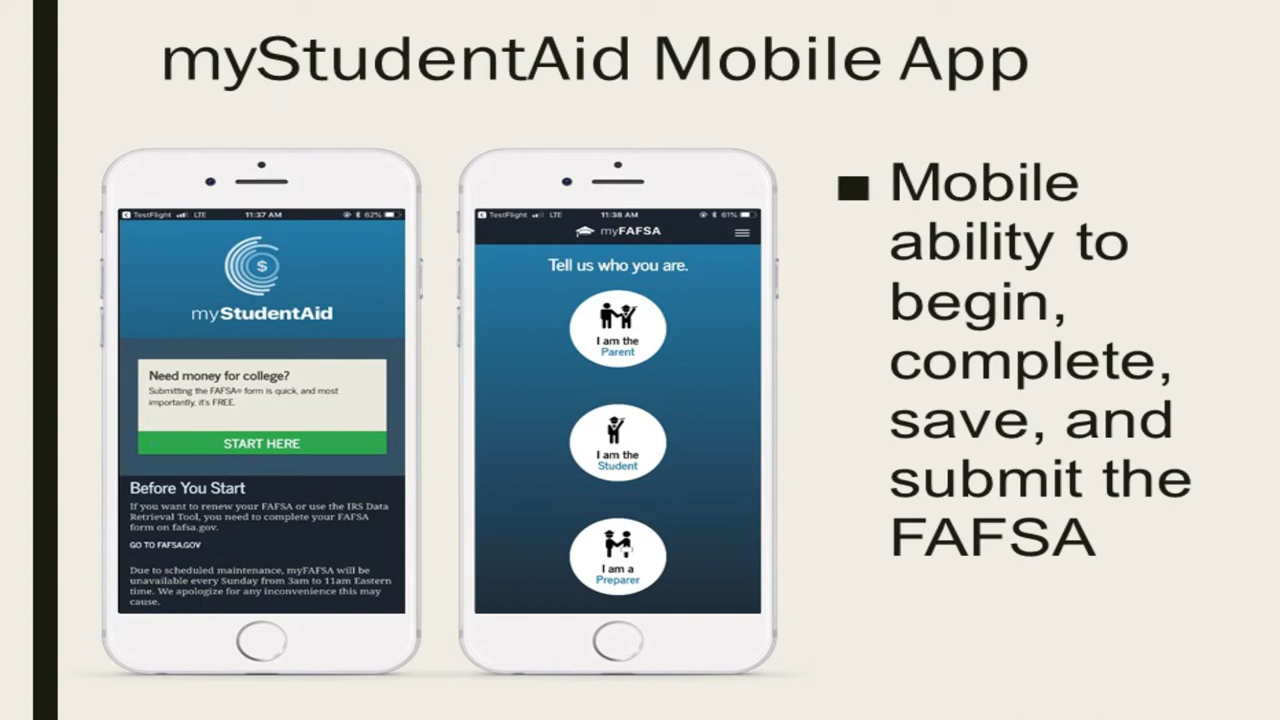 myStudentAid Mobile App
TestFlight LTE 11:37 AM 62%
$
myStudentAid
Need money for college?
Submitting the FAFSA® form is quick, and most
importantly, it's FREE.
START HERE
Before You Start
If you want to renew your FAFSA or use the IRS Data
Retrieval Tool, you need to complete your FAFSA
form on fafsa.gov.
GO TO FAFSA.GOV
Due to scheduled maintenance, myFAFSA will be
unavailable every Sunday from 3am to 11am Eastern
time. We apologize for any inconvenience this may
cause.
TestFlight LTE 11:38 AM 61%
myFAFSA
Tell us who you are.
I am the
Parent
I am the
Student
I am a
Preparer
Mobile
ability to
begin,
complete,
save, and
submit the
FAFSA